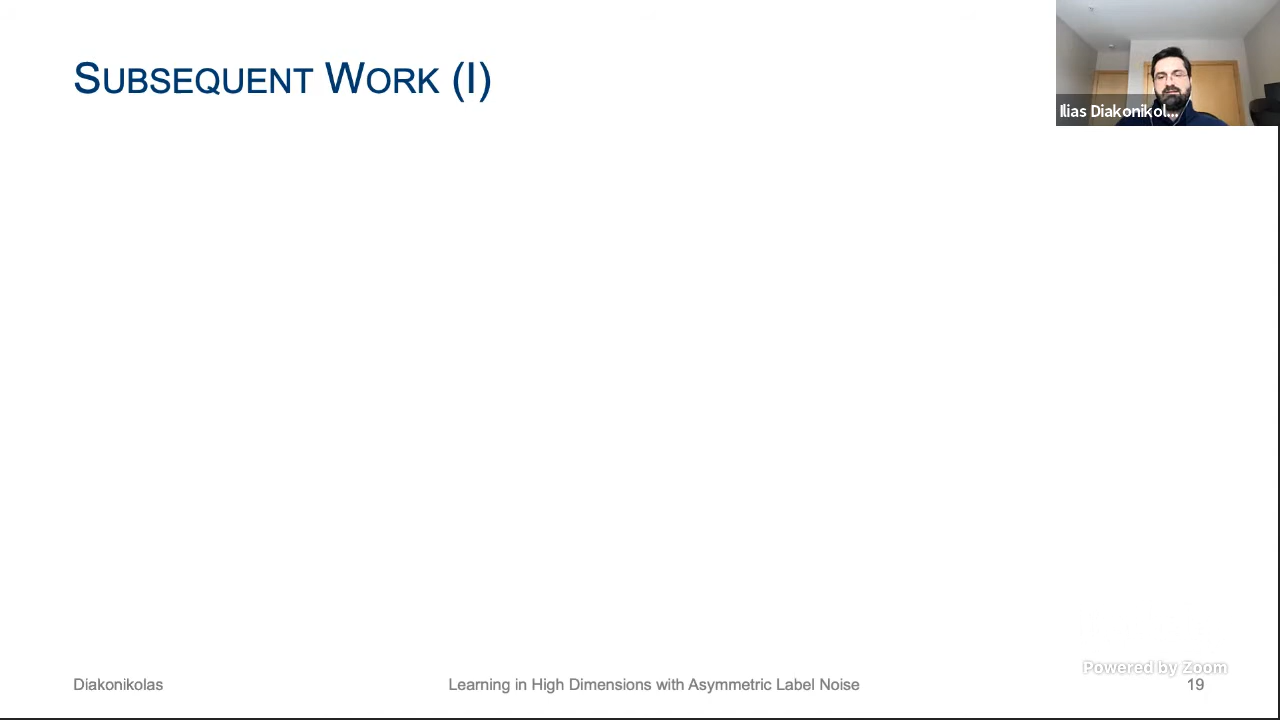 SUBSEQUENT WORK (I)
Ilias Diakonikol...
Powered by Zoom
Diakonikolas
Learning in High Dimensions with Asymmetric Label Noise
19